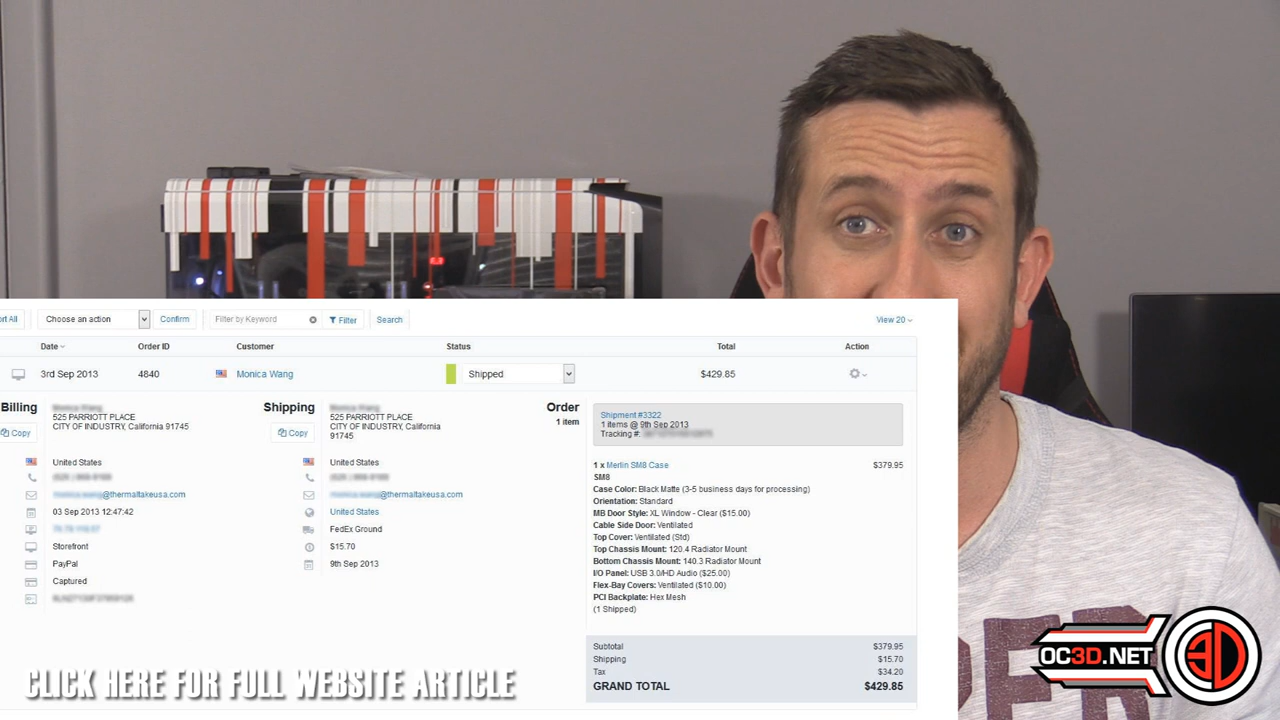 ort All
Choose an action
Confirm
Filter by Keyword
Filter
Search
View 20
Date
Order ID
Customer
Status
Total
Action
3rd Sep 2013
4840
Monica Wang
Shipped
$429.85
Billing
Copy
525 PARRIOTT PLACE
CITY OF INDUSTRY, California 91745
United States
@thermaltakeusa.com
03 Sep 2013 12:47:42
Storefront
PayPal
Captured
Shipping
Copy
525 PARRIOTT PLACE
CITY OF INDUSTRY, California
91745
United States
@thermaltakeusa.com
United States
FedEx Ground
$15.70
9th Sep 2013
Order
1 item
Shipment #3322
1 items @ 9th Sep 2013
Tracking #:
1 x Merlin SM8 Case $379.95
SM8
Case Color: Black Matte (3-5 business days for processing)
Orientation: Standard
MB Door Style: XL Window - Clear ($15.00)
Cable Side Door: Ventilated
Top Cover: Ventilated (Std)
Top Chassis Mount: 120.4 Radiator Mount
Bottom Chassis Mount: 140.3 Radiator Mount
I/O Panel: USB 3.0/HD Audio ($25.00)
Flex-Bay Covers: Ventilated ($10.00)
PCI Backplate: Hex Mesh
(1 Shipped)
Subtotal $379.95
Shipping $15.70
Tax $34.20
GRAND TOTAL $429.85
CLICK HERE FOR FULL WEBSITE ARTICLE
OC3D.NET
3D